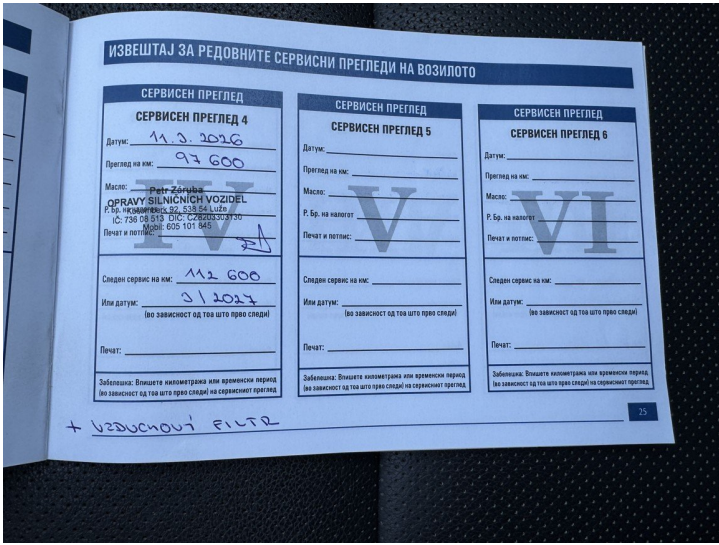 ИЗВЕШТАЈ ЗА РЕДОВНИТЕ СЕРВИСНИ ПРЕГЛЕДИ НА ВОЗИЛОТО
СЕРВИСЕН ПРЕГЛЕД
СЕРВИСЕН ПРЕГЛЕД 4
Датум: 11.3.2026
Преглед на км: 97 600
Масло:
Petr Záruba
OPRAVY SILNIČNÍCH VOZIDEL
Р. Бр. на налогот
Košumberk 92, 538 54 Luže
IČ: 736 08 513 DIČ: CZ8203303130
Mobil: 605 101 845
Печат и потпис:
IV
Следен сервис на км: 112 600
Или датум: 3/2027
(во зависност од тоа што прво следи)
Печат:
Забелешка: Впишете километража или временски период
(во зависност од тоа што прво следи) на сервисниот преглед
СЕРВИСЕН ПРЕГЛЕД
СЕРВИСЕН ПРЕГЛЕД 5
Датум:
Преглед на км:
Масло:
Р. Бр. на налогот
Печат и потпис:
V
Следен сервис на км:
Или датум:
(во зависност од тоа што прво следи)
Печат:
Забелешка: Впишете километража или временски период
(во зависност од тоа што прво следи) на сервисниот преглед
СЕРВИСЕН ПРЕГЛЕД
СЕРВИСЕН ПРЕГЛЕД 6
Датум:
Преглед на км:
Масло:
Р. Бр. на налогот
Печат и потпис:
VI
Следен сервис на км:
Или датум:
(во зависност од тоа што прво следи)
Печат:
Забелешка: Впишете километража или временски период
(во зависност од тоа што прво следи) на сервисниот преглед
+ VZDUCHOVÍ FILTR
25